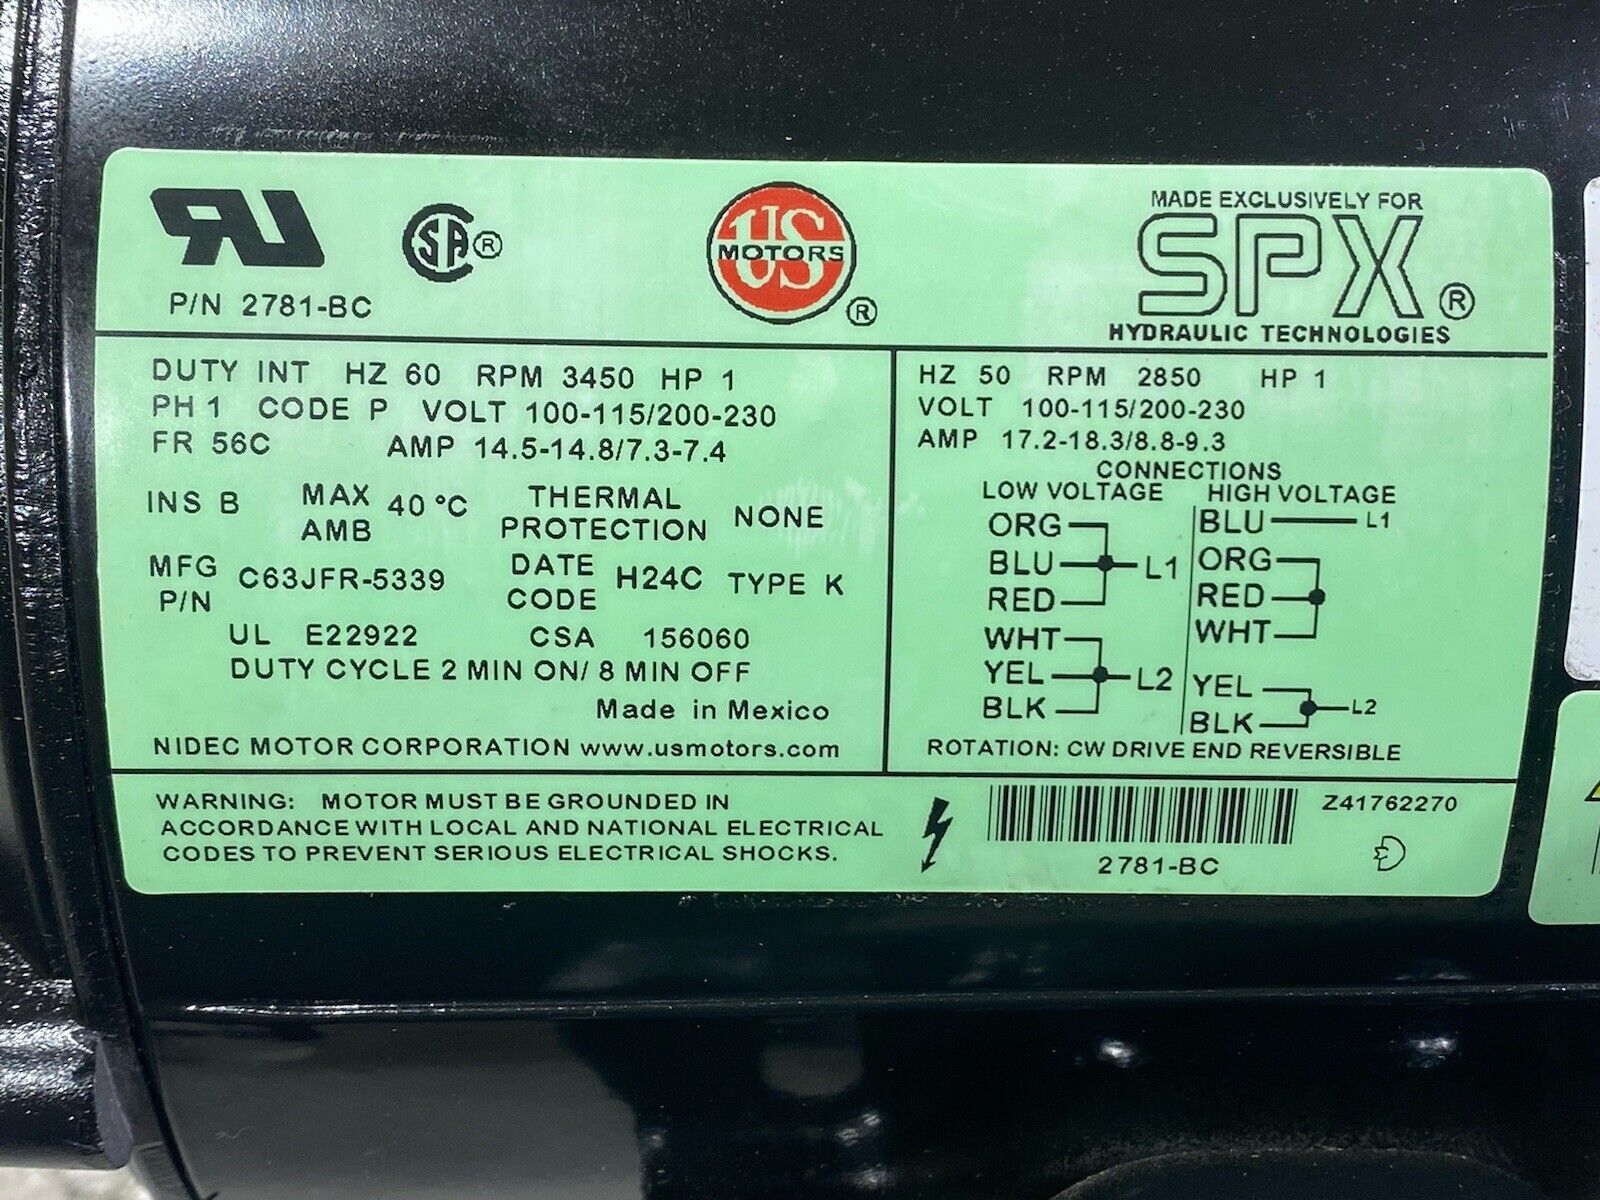 P/N 2781-BC
SA ®
US
MOTORS ®
MADE EXCLUSIVELY FOR
SPX ®
HYDRAULIC TECHNOLOGIES
DUTY INT HZ 60 RPM 3450 HP 1
PH 1 CODE P VOLT 100-115/200-230
FR 56C AMP 14.5-14.8/7.3-7.4
INS B MAX AMB 40 °C THERMAL PROTECTION NONE
MFG P/N C63JFR-5339 DATE CODE H24C TYPE K
UL E22922 CSA 156060
DUTY CYCLE 2 MIN ON/ 8 MIN OFF
Made in Mexico
NIDEC MOTOR CORPORATION www.usmotors.com
HZ 50 RPM 2850 HP 1
VOLT 100-115/200-230
AMP 17.2-18.3/8.8-9.3
CONNECTIONS
LOW VOLTAGE
ORG
BLU L1
RED
WHT
YEL L2
BLK
HIGH VOLTAGE
BLU L1
ORG
RED
WHT
YEL
BLK L2
ROTATION: CW DRIVE END REVERSIBLE
WARNING: MOTOR MUST BE GROUNDED IN
ACCORDANCE WITH LOCAL AND NATIONAL ELECTRICAL
CODES TO PREVENT SERIOUS ELECTRICAL SHOCKS.
2781-BC
Z41762270